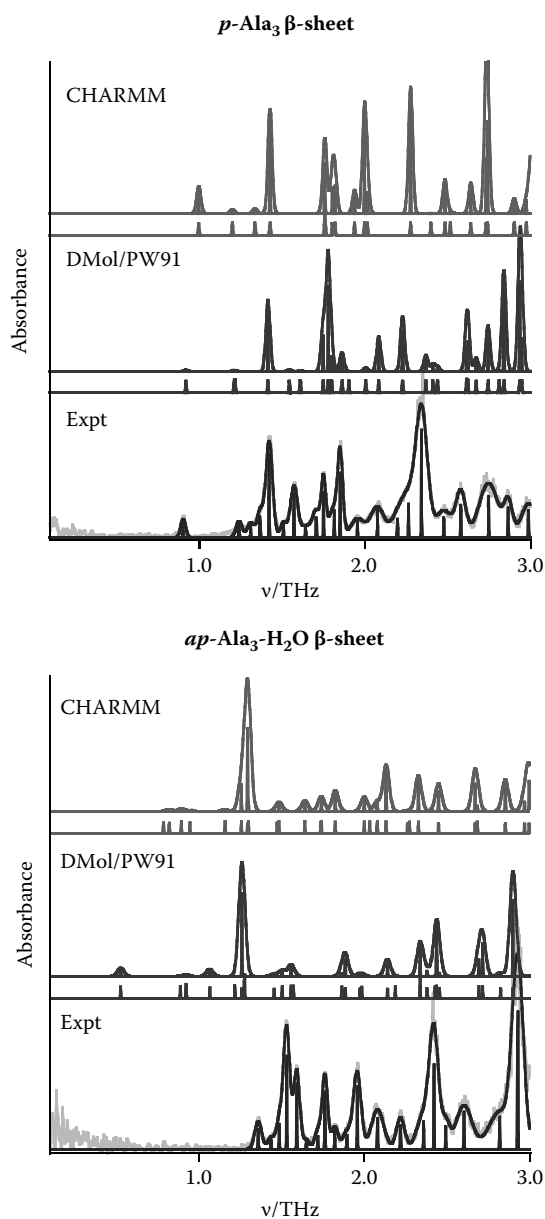 p-Ala3 β-sheet
CHARMM
DMol/PW91
Expt
Absorbance
1.0 2.0 3.0
ν/THz
ap-Ala3-H2O β-sheet
CHARMM
DMol/PW91
Expt
Absorbance
1.0 2.0 3.0
ν/THz